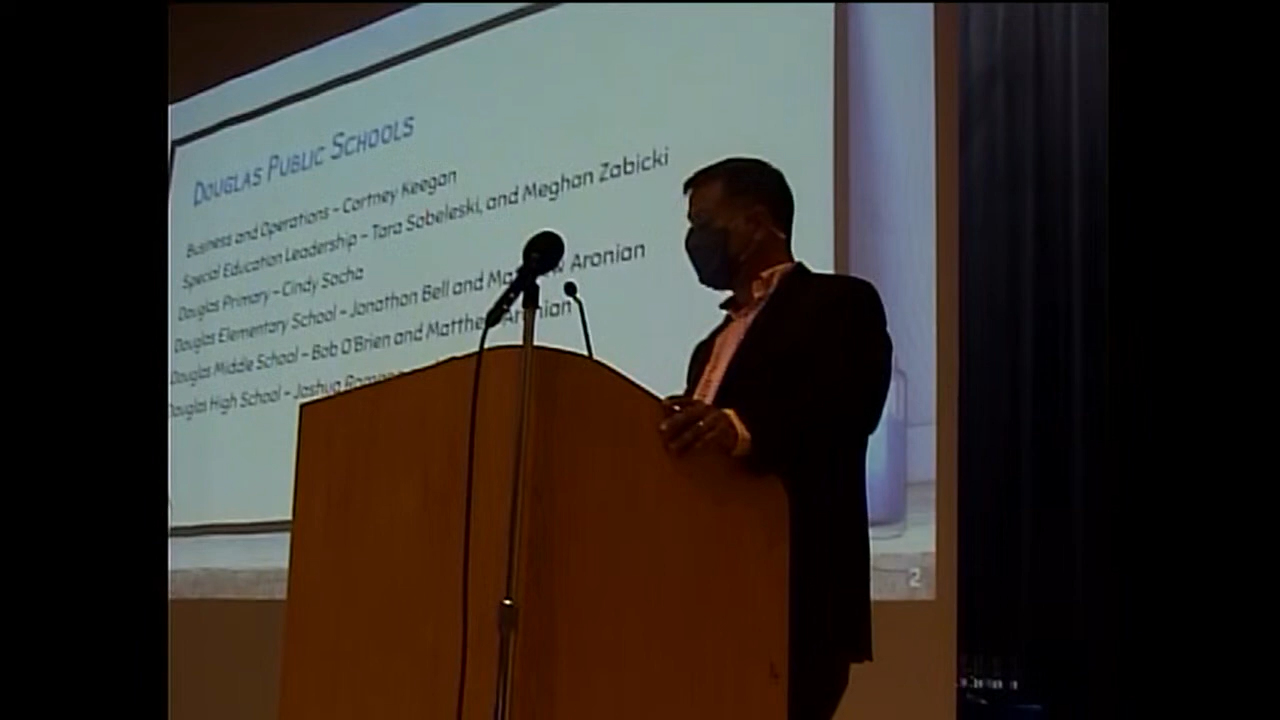 Douglas Public Schools
Business and Operations – Cortney Keegan
Special Education Leadership – Tara Sobeleski, and Meghan Zabicki
Douglas Primary – Cindy Socha
Douglas Elementary School – Jonathan Bell and Aronian
Douglas Middle School – Bob O'Brien and Matthew
Douglas High School – Joshua
2